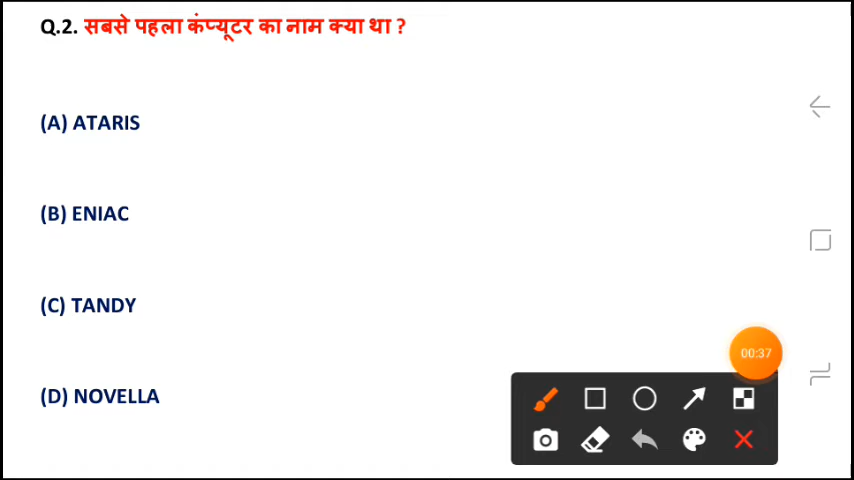 Q.2. सबसे पहला कंप्यूटर का नाम क्या था ?
(A) ATARIS
(B) ENIAC
(C) TANDY
00:37
(D) NOVELLA